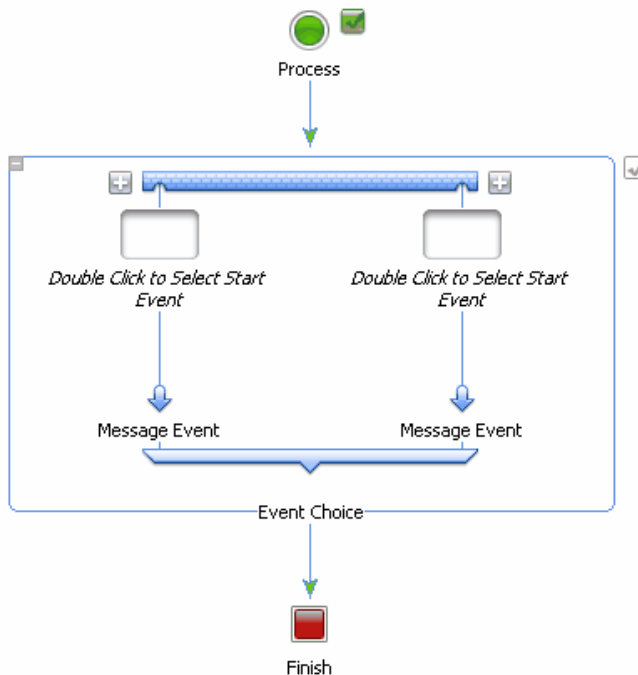 Process
Double Click to Select Start
Event
Double Click to Select Start
Event
Message Event
Message Event
Event Choice
Finish